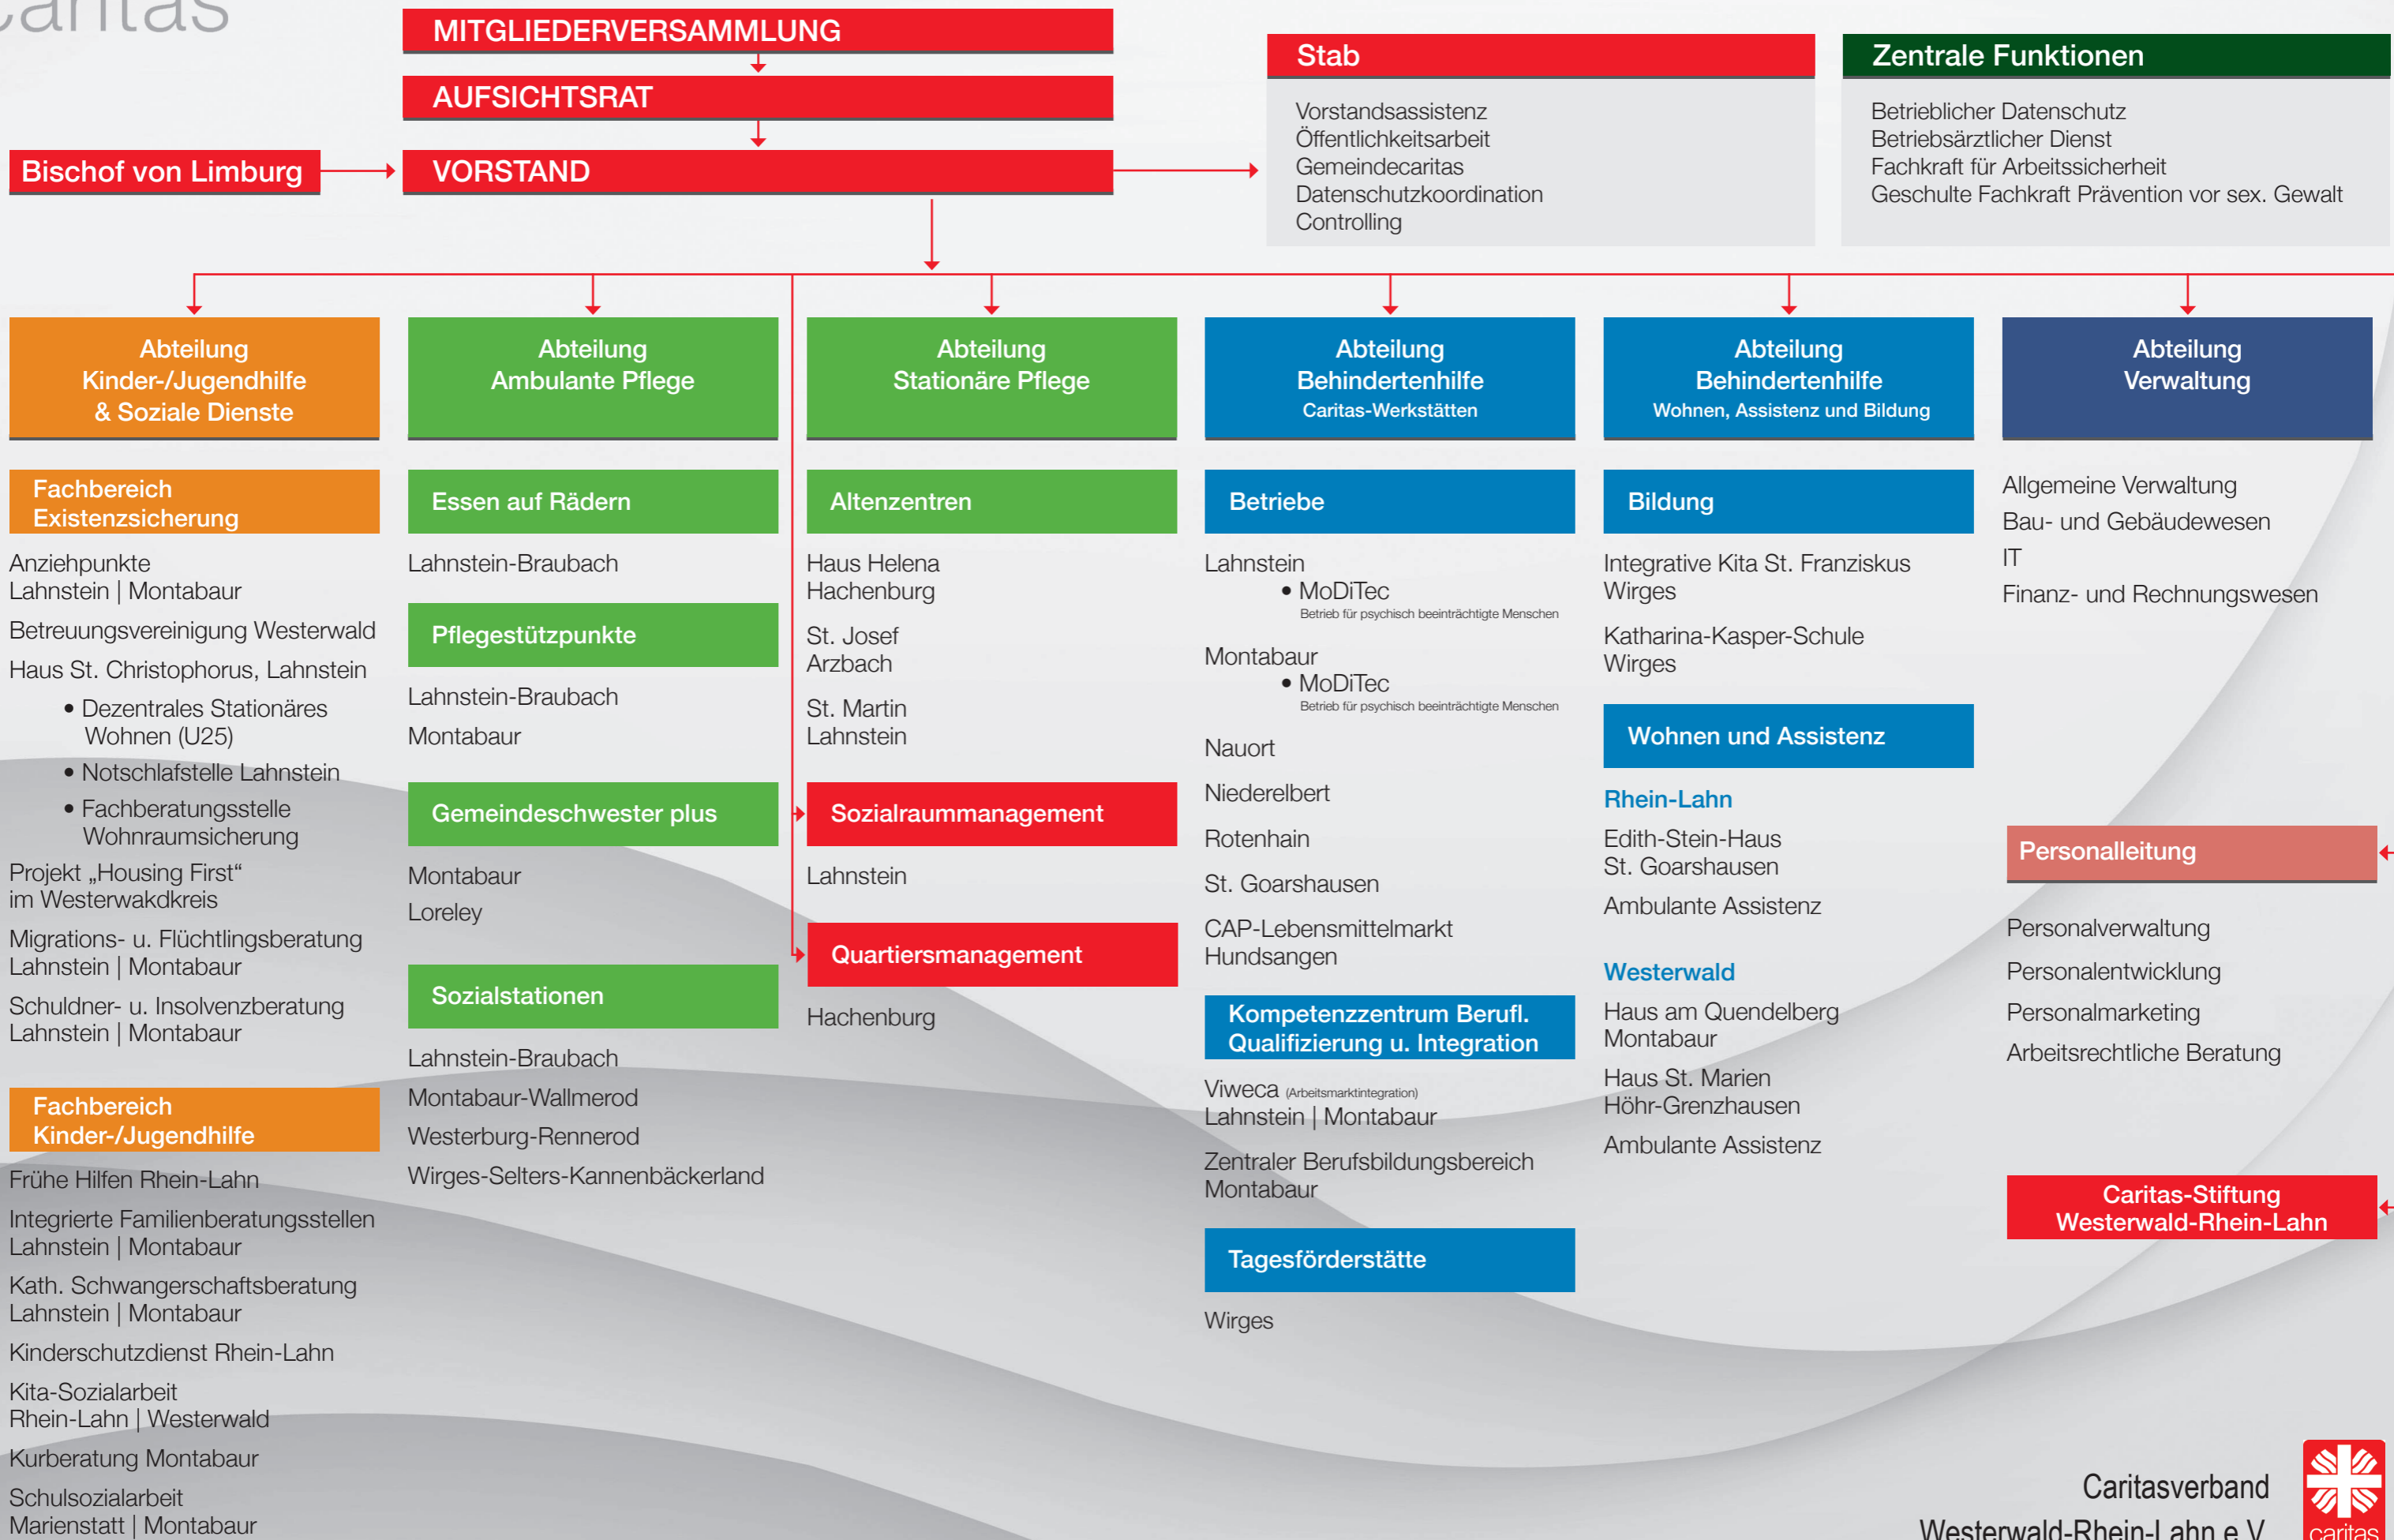 caritas
MITGLIEDERVERSAMMLUNG
AUFSICHTSRAT
Bischof von Limburg
VORSTAND
Stab
Vorstandsassistenz
Öffentlichkeitsarbeit
Gemeindecaritas
Datenschutzkoordination
Controlling
Zentrale Funktionen
Betrieblicher Datenschutz
Betriebsärztlicher Dienst
Fachkraft für Arbeitssicherheit
Geschulte Fachkraft Prävention vor sex. Gewalt
Abteilung
Kinder-/Jugendhilfe
& Soziale Dienste
Fachbereich
Existenzsicherung
Anziehpunkte
Lahnstein | Montabaur
Betreuungsvereinigung Westerwald
Haus St. Christophorus, Lahnstein
• Dezentrales Stationäres
Wohnen (U25)
• Notschlafstelle Lahnstein
• Fachberatungsstelle
Wohnraumsicherung
Projekt „Housing First“
im Westerwakdkreis
Migrations- u. Flüchtlingsberatung
Lahnstein | Montabaur
Schuldner- u. Insolvenzberatung
Lahnstein | Montabaur
Fachbereich
Kinder-/Jugendhilfe
Frühe Hilfen Rhein-Lahn
Integrierte Familienberatungsstellen
Lahnstein | Montabaur
Kath. Schwangerschaftsberatung
Lahnstein | Montabaur
Kinderschutzdienst Rhein-Lahn
Kita-Sozialarbeit
Rhein-Lahn | Westerwald
Kurberatung Montabaur
Schulsozialarbeit
Marienstatt | Montabaur
Abteilung
Ambulante Pflege
Essen auf Rädern
Lahnstein-Braubach
Pflegestützpunkte
Lahnstein-Braubach
Montabaur
Gemeindeschwester plus
Montabaur
Loreley
Sozialstationen
Lahnstein-Braubach
Montabaur-Wallmerod
Westerburg-Rennerod
Wirges-Selters-Kannenbäckerland
Abteilung
Stationäre Pflege
Altenzentren
Haus Helena
Hachenburg
St. Josef
Arzbach
St. Martin
Lahnstein
Sozialraummanagement
Lahnstein
Quartiersmanagement
Hachenburg
Abteilung
Behindertenhilfe
Caritas-Werkstätten
Betriebe
Lahnstein
• MoDiTec
Betrieb für psychisch beeinträchtigte Menschen
Montabaur
• MoDiTec
Betrieb für psychisch beeinträchtigte Menschen
Nauort
Niederelbert
Rotenhain
St. Goarshausen
CAP-Lebensmittelmarkt
Hundsangen
Kompetenzzentrum Berufl.
Qualifizierung u. Integration
Viweca (Arbeitsmarktintegration)
Lahnstein | Montabaur
Zentraler Berufsbildungsbereich
Montabaur
Tagesförderstätte
Wirges
Abteilung
Behindertenhilfe
Wohnen, Assistenz und Bildung
Bildung
Integrative Kita St. Franziskus
Wirges
Katharina-Kasper-Schule
Wirges
Wohnen und Assistenz
Rhein-Lahn
Edith-Stein-Haus
St. Goarshausen
Ambulante Assistenz
Westerwald
Haus am Quendelberg
Montabaur
Haus St. Marien
Höhr-Grenzhausen
Ambulante Assistenz
Abteilung
Verwaltung
Allgemeine Verwaltung
Bau- und Gebäudewesen
IT
Finanz- und Rechnungswesen
Personalleitung
Personalverwaltung
Personalentwicklung
Personalmarketing
Arbeitsrechtliche Beratung
Caritas-Stiftung
Westerwald-Rhein-Lahn
Caritasverband
Westerwald-Rhein-Lahn e.V.
caritas